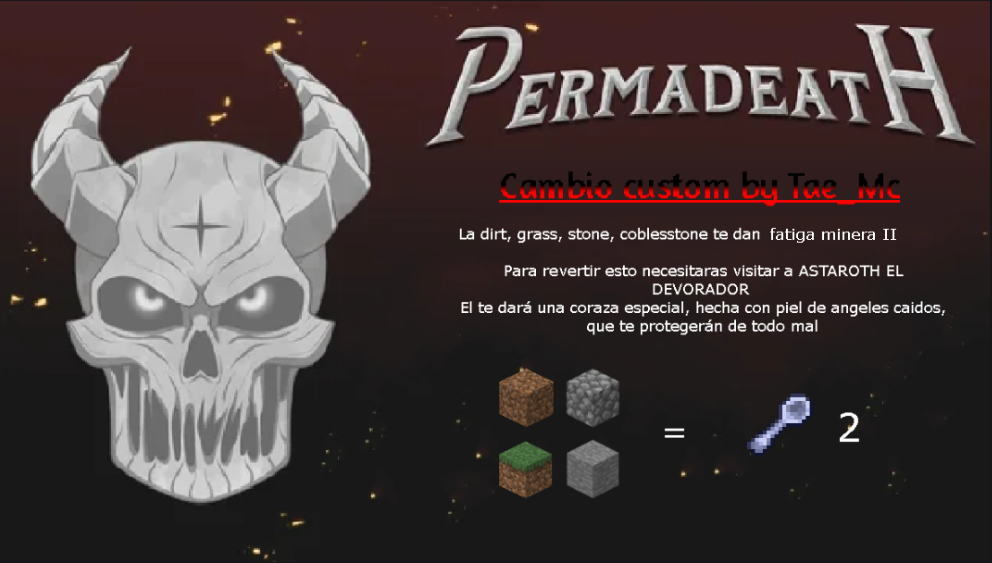 PERMADEATH
Cambio custom by Tae_Mc
La dirt, grass, stone, coblesstone te dan fatiga minera II
Para revertir esto necesitaras visitar a ASTAROTH EL
DEVORADOR
El te dará una coraza especial, hecha con piel de angeles caidos,
que te protegerán de todo mal
= 2